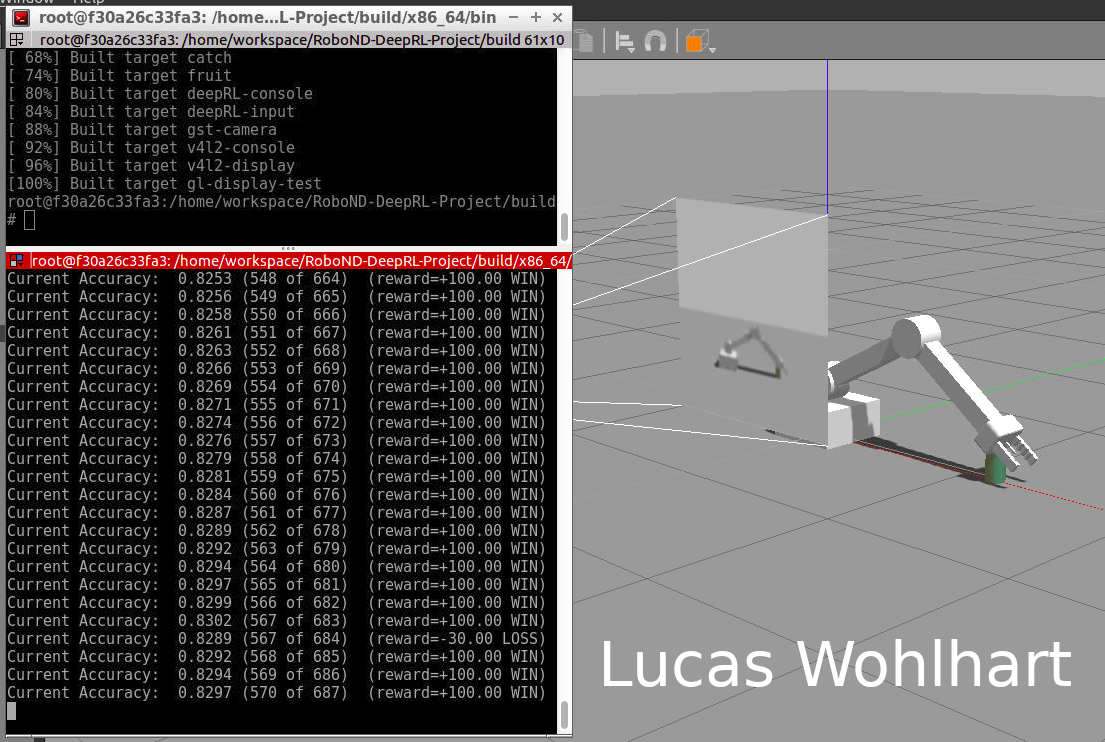 Window Help
root@f30a26c33fa3: /home...L-Project/build/x86_64/bin
root@f30a26c33fa3: /home/workspace/RoboND-DeepRL-Project/build 61x10
[ 68%] Built target catch
[ 74%] Built target fruit
[ 80%] Built target deepRL-console
[ 84%] Built target deepRL-input
[ 88%] Built target gst-camera
[ 92%] Built target v4l2-console
[ 96%] Built target v4l2-display
[100%] Built target gl-display-test
root@f30a26c33fa3:/home/workspace/RoboND-DeepRL-Project/build
#
root@f30a26c33fa3: /home/workspace/RoboND-DeepRL-Project/build/x86_64/
Current Accuracy:  0.8253 (548 of 664)  (reward=+100.00 WIN)
Current Accuracy:  0.8256 (549 of 665)  (reward=+100.00 WIN)
Current Accuracy:  0.8258 (550 of 666)  (reward=+100.00 WIN)
Current Accuracy:  0.8261 (551 of 667)  (reward=+100.00 WIN)
Current Accuracy:  0.8263 (552 of 668)  (reward=+100.00 WIN)
Current Accuracy:  0.8266 (553 of 669)  (reward=+100.00 WIN)
Current Accuracy:  0.8269 (554 of 670)  (reward=+100.00 WIN)
Current Accuracy:  0.8271 (555 of 671)  (reward=+100.00 WIN)
Current Accuracy:  0.8274 (556 of 672)  (reward=+100.00 WIN)
Current Accuracy:  0.8276 (557 of 673)  (reward=+100.00 WIN)
Current Accuracy:  0.8279 (558 of 674)  (reward=+100.00 WIN)
Current Accuracy:  0.8281 (559 of 675)  (reward=+100.00 WIN)
Current Accuracy:  0.8284 (560 of 676)  (reward=+100.00 WIN)
Current Accuracy:  0.8287 (561 of 677)  (reward=+100.00 WIN)
Current Accuracy:  0.8289 (562 of 678)  (reward=+100.00 WIN)
Current Accuracy:  0.8292 (563 of 679)  (reward=+100.00 WIN)
Current Accuracy:  0.8294 (564 of 680)  (reward=+100.00 WIN)
Current Accuracy:  0.8297 (565 of 681)  (reward=+100.00 WIN)
Current Accuracy:  0.8299 (566 of 682)  (reward=+100.00 WIN)
Current Accuracy:  0.8302 (567 of 683)  (reward=+100.00 WIN)
Current Accuracy:  0.8289 (567 of 684)  (reward=-30.00 LOSS)
Current Accuracy:  0.8292 (568 of 685)  (reward=+100.00 WIN)
Current Accuracy:  0.8294 (569 of 686)  (reward=+100.00 WIN)
Current Accuracy:  0.8297 (570 of 687)  (reward=+100.00 WIN)
Lucas Wohlhart